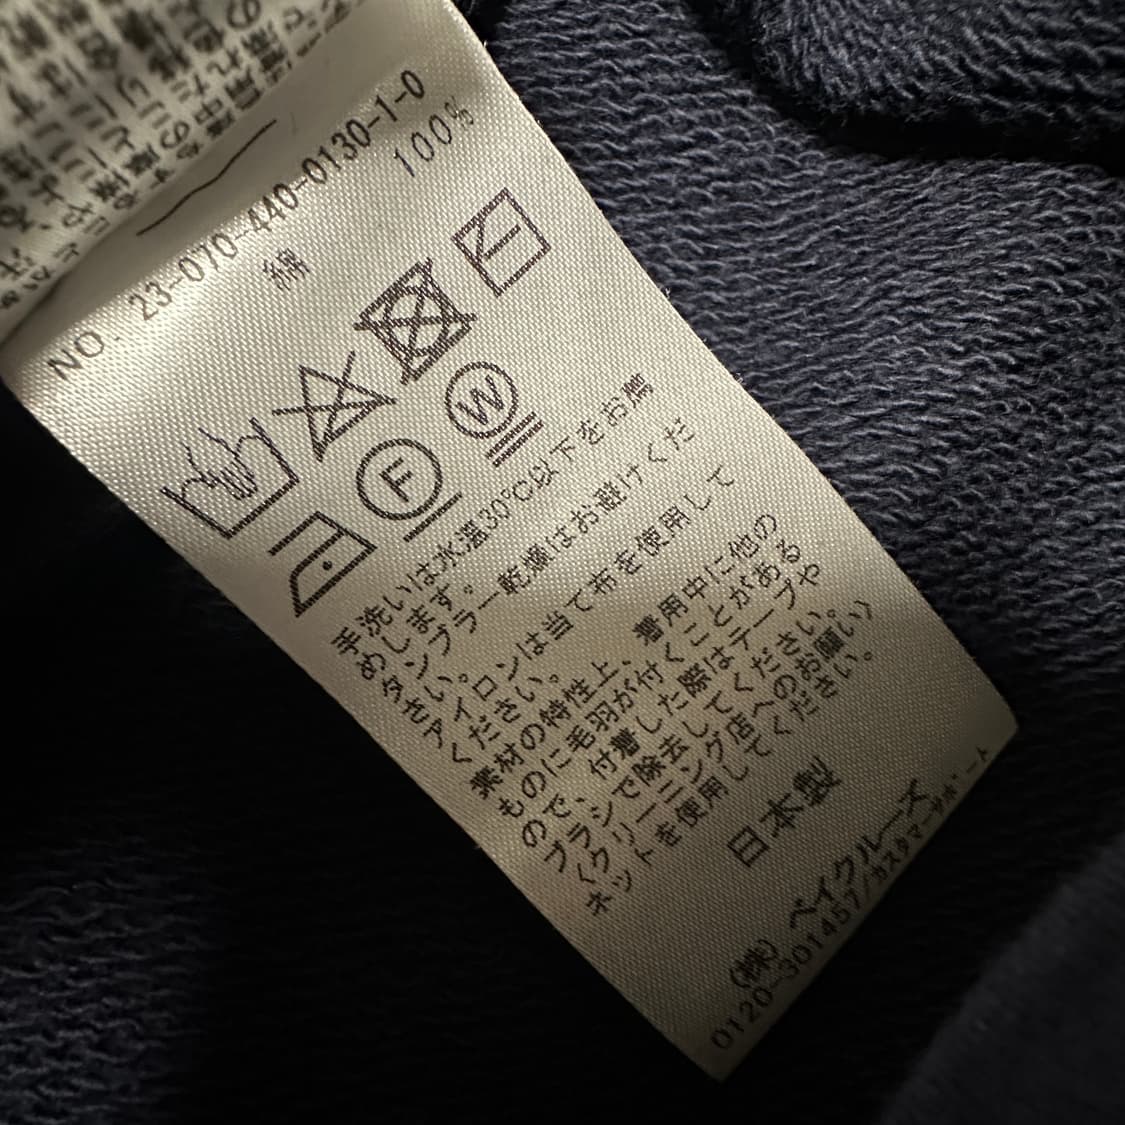 NO. 23-070-440-0130-1-0
綿 100%
F
W
手洗いは水温30℃以下をお薦
めします。
タンブラー乾燥はお避けくだ
さい。
アイロンは当て布を使用して
ください。
素材の特性上、着用中に他の
ものに毛羽が付くことがある
ので、付着した際はテープや
ブラシで除去してください。
(クリーニング店へのお願い)
ネットを使用してください。
日本製
(株) ベイクルーズ
0120-301457/カスタマーサポート